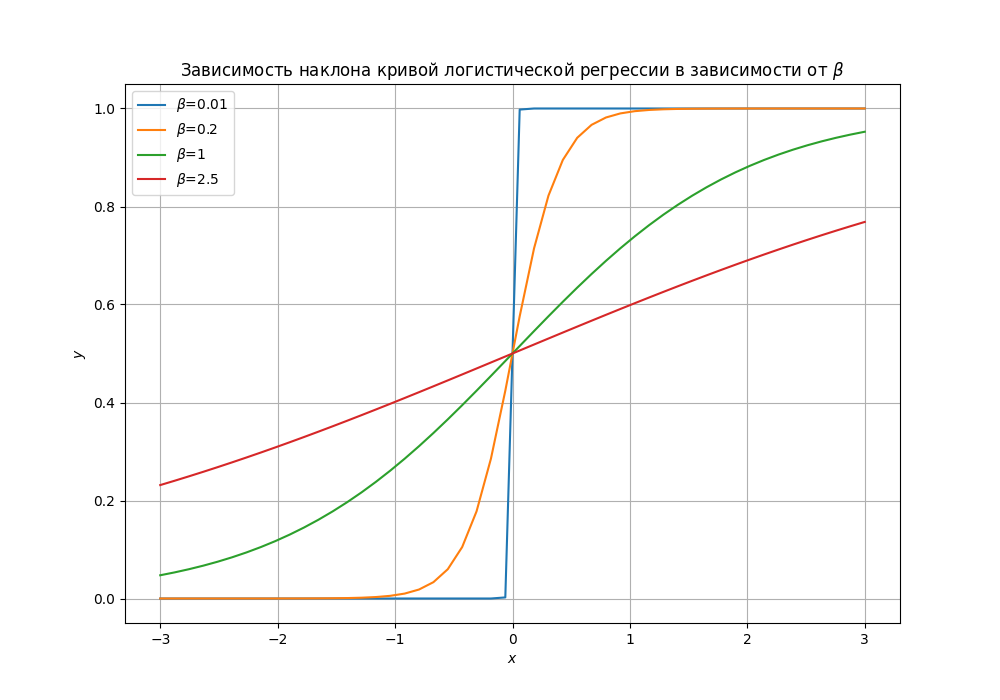 Зависимость наклона кривой логистической регрессии в зависимости от β
β=0.01
β=0.2
β=1
β=2.5
y
1.0
0.8
0.6
0.4
0.2
0.0
−3 −2 −1 0 1 2 3
x